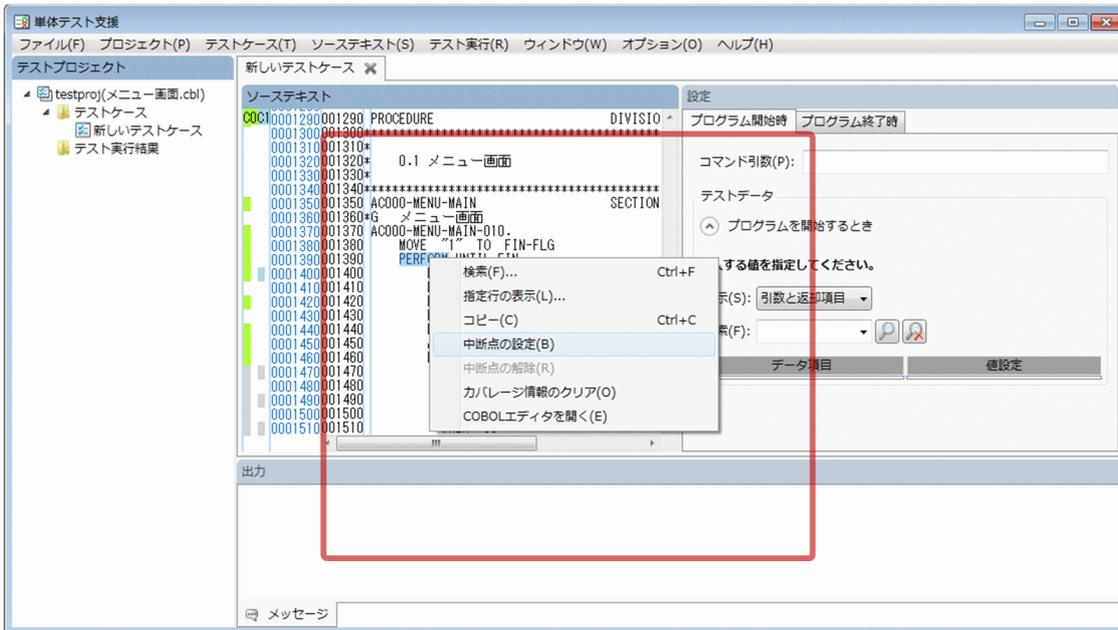 単体テスト支援
ファイル(F) プロジェクト(P) テストケース(T) ソーステキスト(S) テスト実行(R) ウィンドウ(W) オプション(O) ヘルプ(H)
テストプロジェクト
testproj(メニュー画面.cbl)
テストケース
新しいテストケース
テスト実行結果
新しいテストケース
ソーステキスト
C0C1
0001290 001290 PROCEDURE DIVISIO
0001300 001300*****************************************
0001310 001310*
0001320 001320* 0.1 メニュー画面
0001330 001330*
0001340 001340*****************************************
0001350 001350 AC000-MENU-MAIN SECTION
0001360 001360*G メニュー画面
0001370 001370 AC000-MENU-MAIN-010.
0001380 001380 MOVE "1" TO FIN-FLG
0001390 001390 PERFORM UNTIL FIN
0001400 001400
0001410 001410
0001420 001420
0001430 001430
0001440 001440
0001450 001450
0001460 001460
0001470 001470
0001480 001480
0001490 001490
0001500 001500
0001510 001510
検索(F)... Ctrl+F
指定行の表示(L)...
コピー(C) Ctrl+C
中断点の設定(B)
中断点の解除(R)
カバレージ情報のクリア(O)
COBOLエディタを開く(E)
設定
プログラム開始時 プログラム終了時
コマンド引数(P):
テストデータ
プログラムを開始するとき
する値を指定してください。
示(S): 引数と返却項目
索(F):
データ項目 値設定
出力
メッセージ